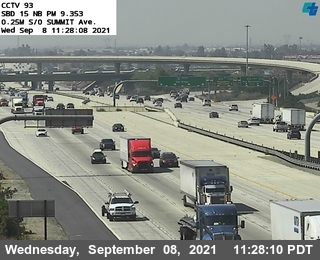 CCTV 93
SBD 15 NB PM 9.353
0.25M S/O SUMMIT Ave.
Wed Sep 8 11:28:08 2021
Wednesday, September 08, 2021 11:28:10 PDT